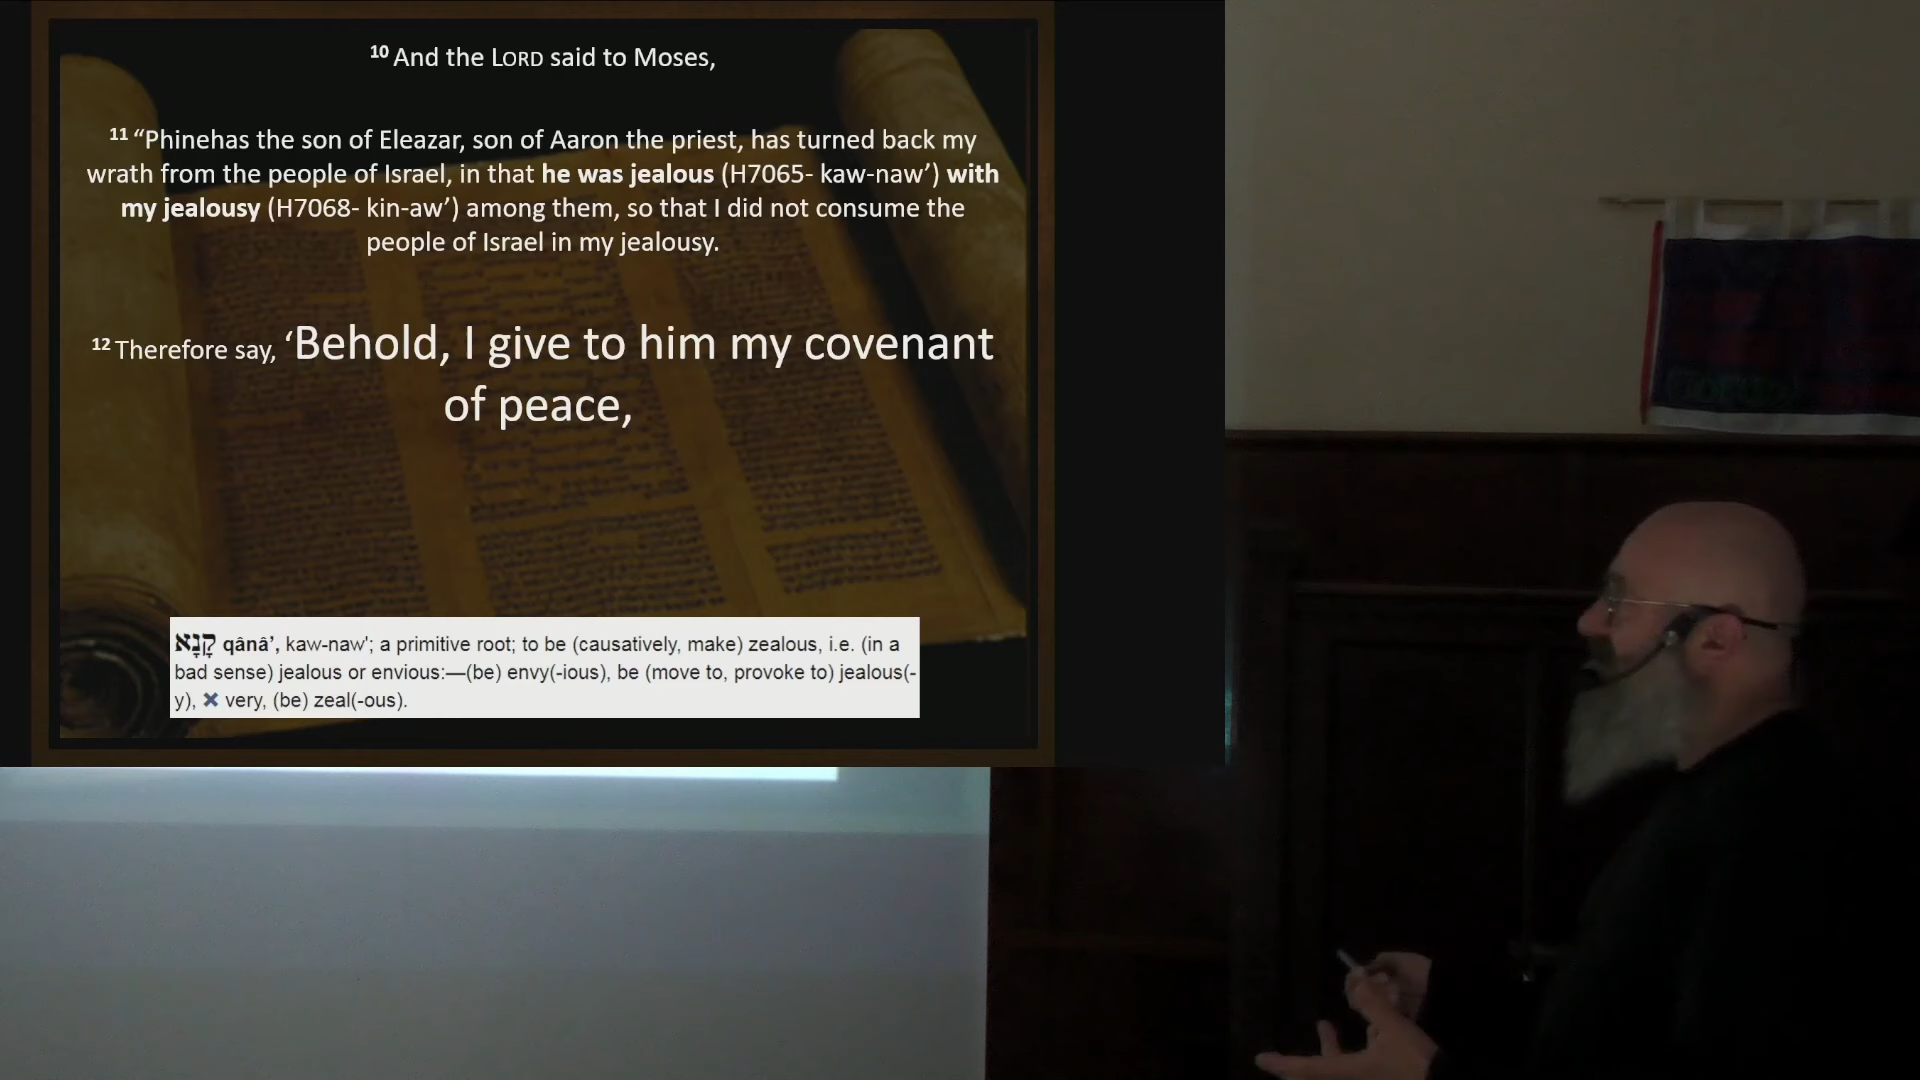 10 And the LORD said to Moses,
11 “Phinehas the son of Eleazar, son of Aaron the priest, has turned back my
wrath from the people of Israel, in that he was jealous (H7065- kaw-naw’) with
my jealousy (H7068- kin-aw’) among them, so that I did not consume the
people of Israel in my jealousy.
12 Therefore say, ‘Behold, I give to him my covenant
of peace,
קָנָא qânâʼ, kaw-naw'; a primitive root; to be (causatively, make) zealous, i.e. (in a
bad sense) jealous or envious:—(be) envy(-ious), be (move to, provoke to) jealous(-
y), × very, (be) zeal(-ous).